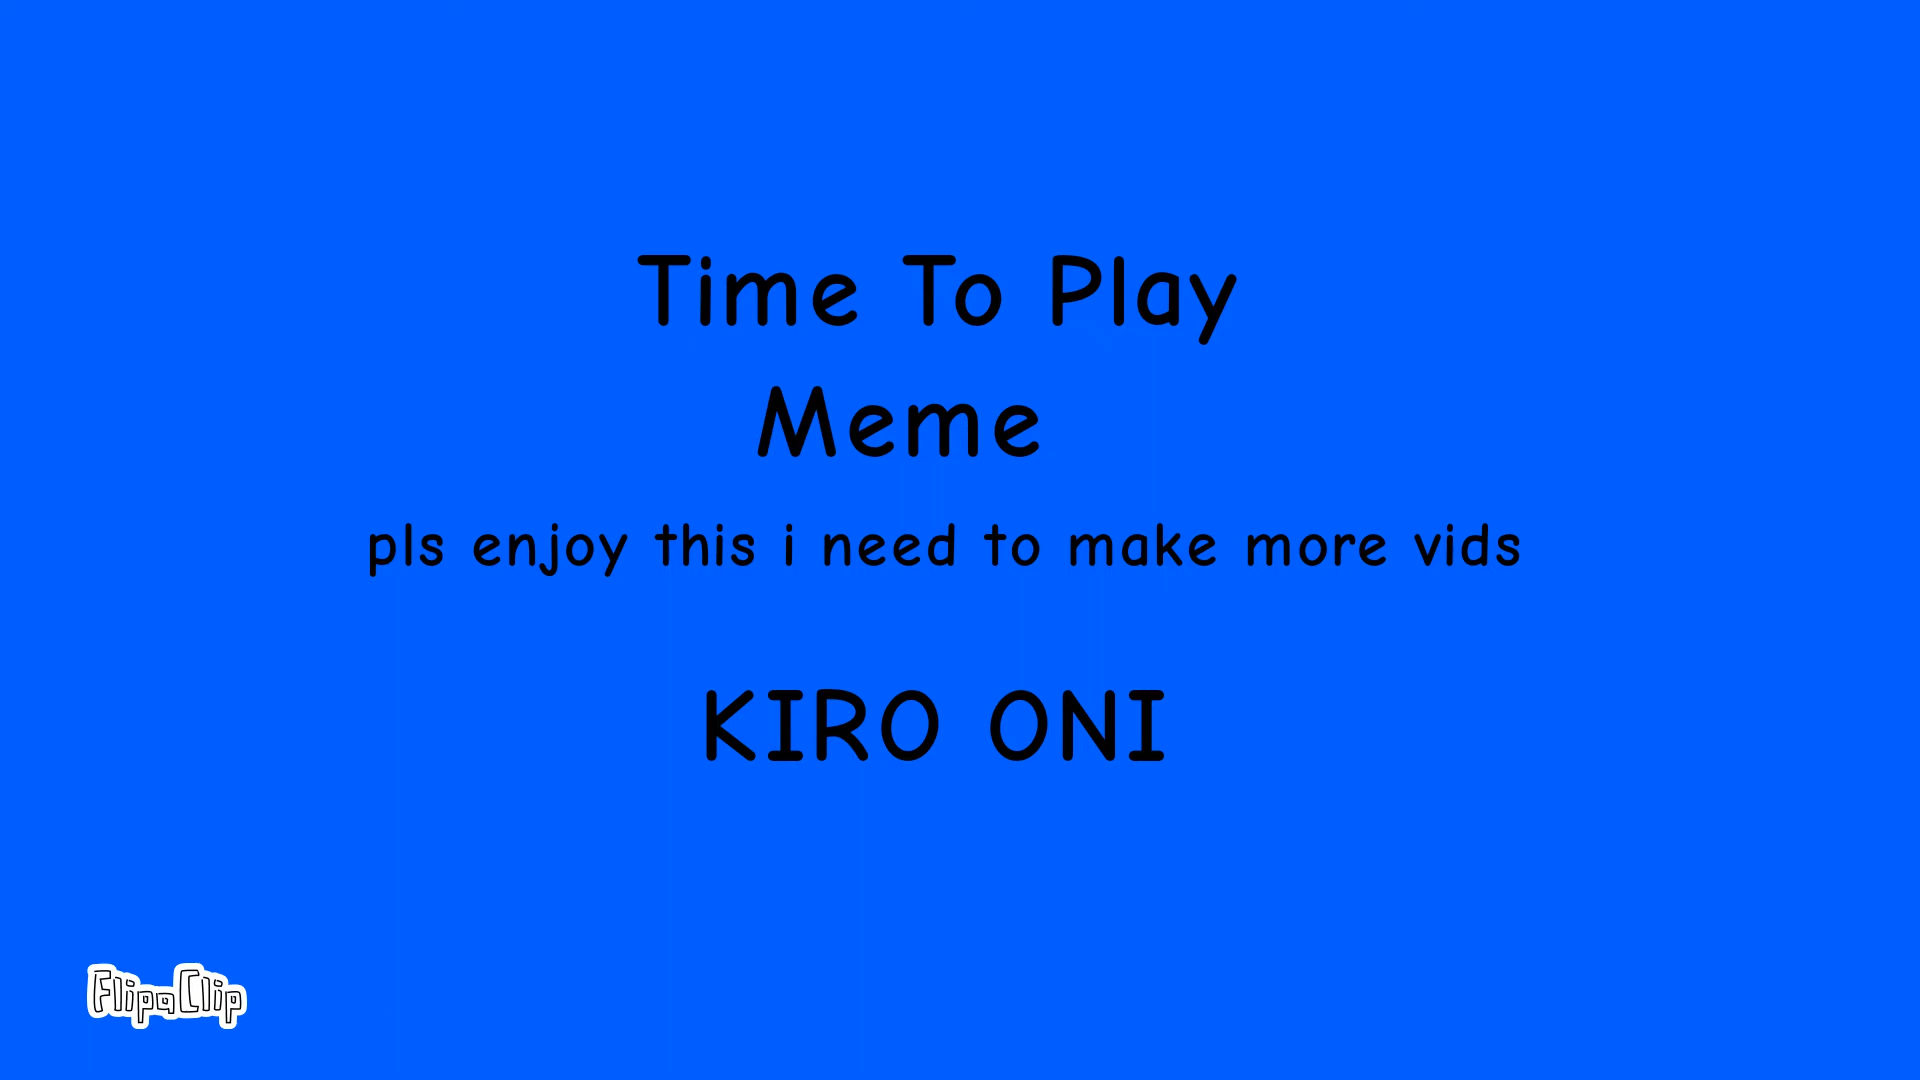 Time To Play
Meme
pls enjoy this i need to make more vids
KIRO ONI
FlipaClip